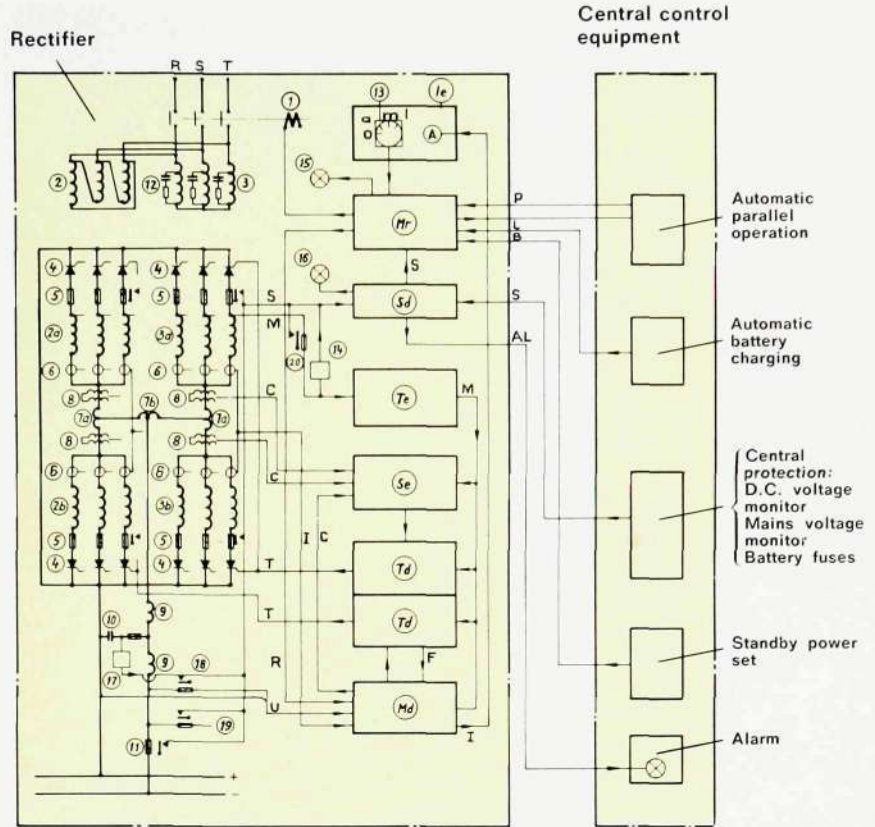 Central control
equipment
Rectifier
R S T
1
13
Ie
A
15
2
12
3
Mr
P
L
B
Automatic
parallel
operation
16
S
4
4
5
5
S
Sd
S
M
AL
2a
3a
20
14
Automatic
battery
charging
6
6
Te
M
8
7b
8
C
7a
7a
8
8
C
Se
6
6
Central
protection:
D.C. voltage
monitor
Mains voltage
monitor
Battery fuses
2b
3b
I
C
5
5
4
4
T
Td
T
Td
9
10
R
F
Standby power
set
9
18
17
U
Md
I
19
11
Alarm
+
-